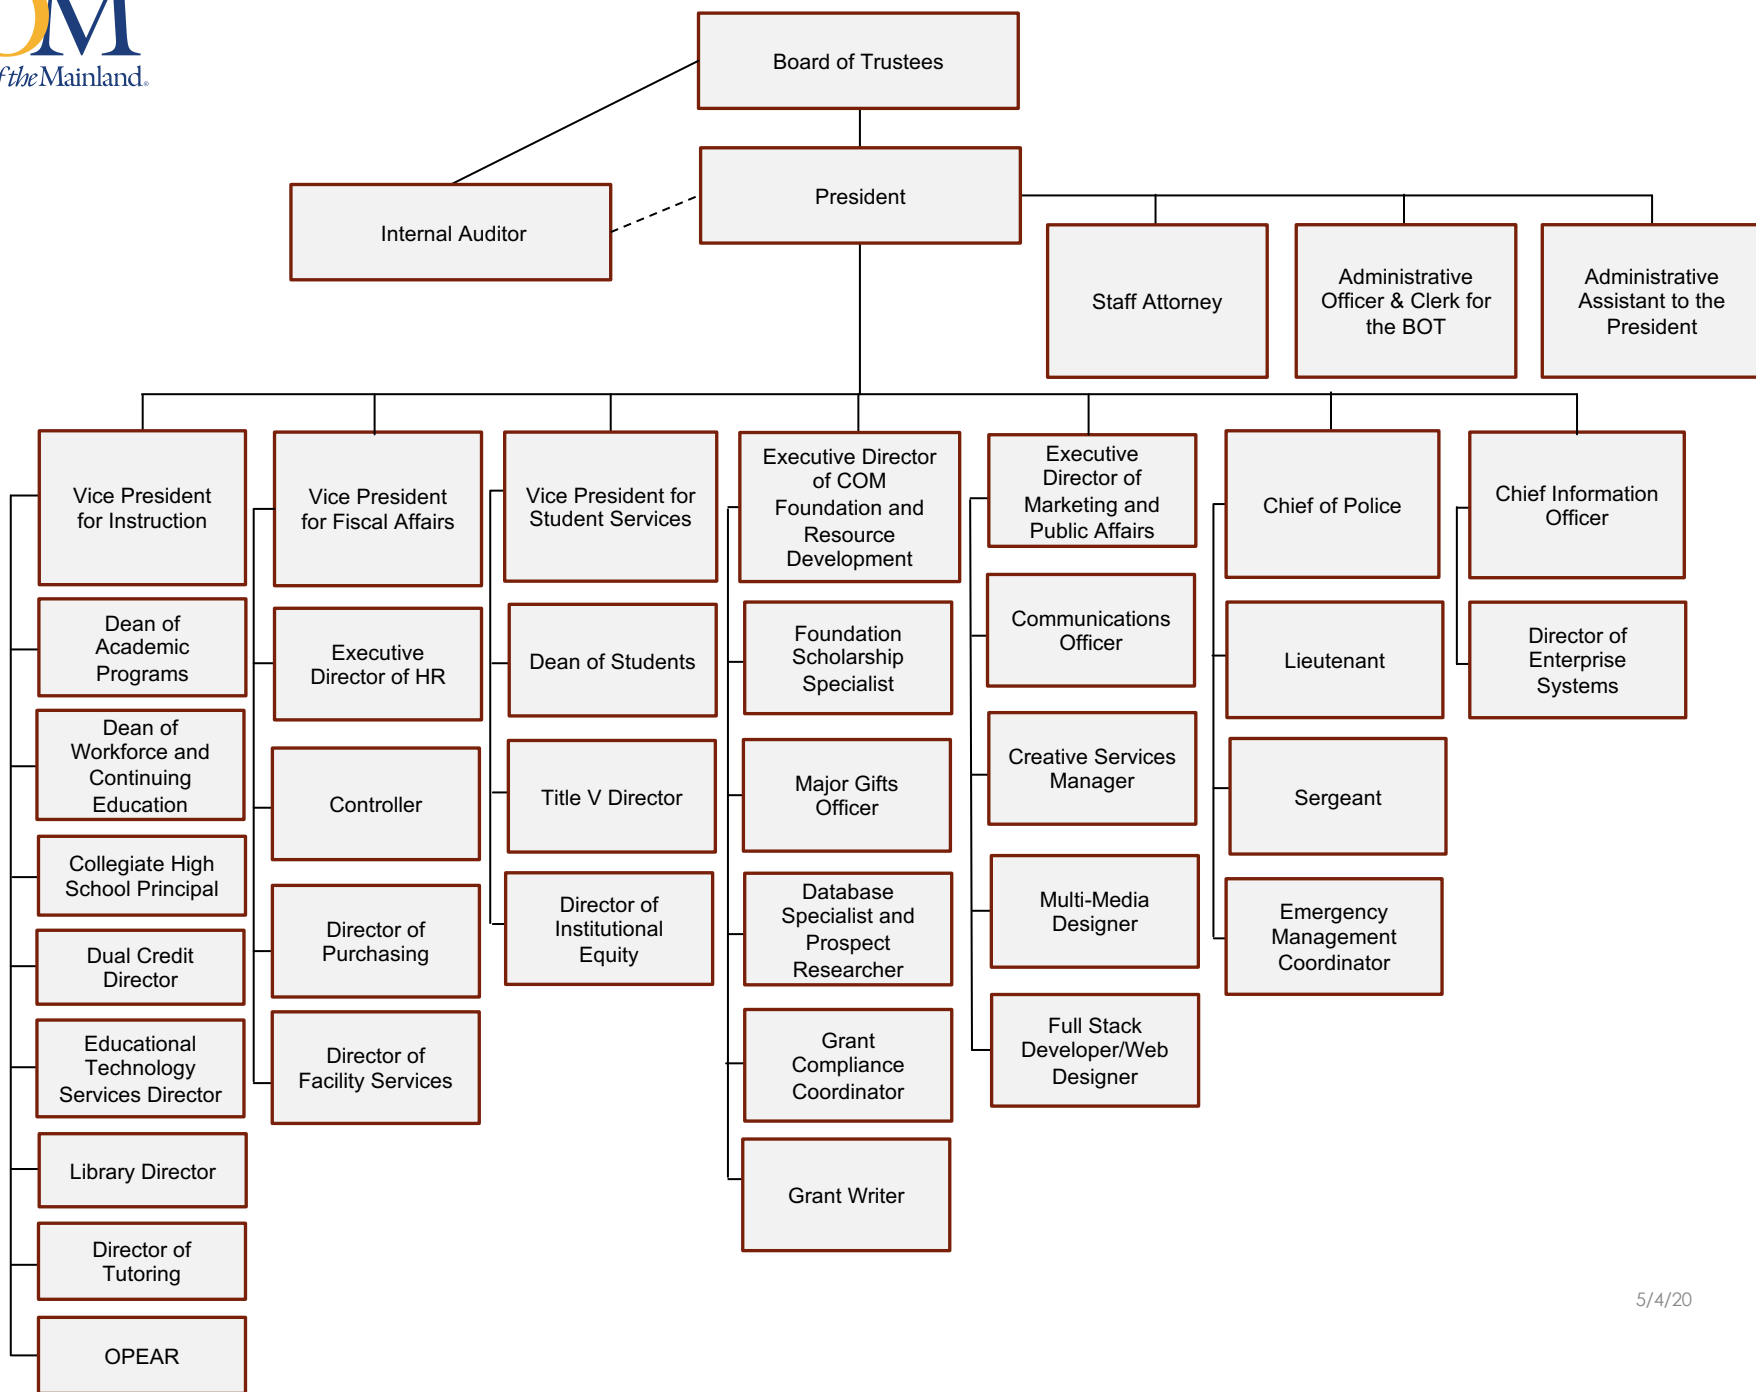 OM
of the Mainland®
Board of Trustees
President
Internal Auditor
Staff Attorney
Administrative
Officer & Clerk for
the BOT
Administrative
Assistant to the
President
Vice President
for Instruction
Dean of
Academic
Programs
Dean of
Workforce and
Continuing
Education
Collegiate High
School Principal
Dual Credit
Director
Educational
Technology
Services Director
Library Director
Director of
Tutoring
OPEAR
Vice President
for Fiscal Affairs
Executive
Director of HR
Controller
Director of
Purchasing
Director of
Facility Services
Vice President for
Student Services
Dean of Students
Title V Director
Director of
Institutional
Equity
Executive Director
of COM
Foundation and
Resource
Development
Foundation
Scholarship
Specialist
Major Gifts
Officer
Database
Specialist and
Prospect
Researcher
Grant
Compliance
Coordinator
Grant Writer
Executive
Director of
Marketing and
Public Affairs
Communications
Officer
Creative Services
Manager
Multi-Media
Designer
Full Stack
Developer/Web
Designer
Chief of Police
Lieutenant
Sergeant
Emergency
Management
Coordinator
Chief Information
Officer
Director of
Enterprise
Systems
5/4/20